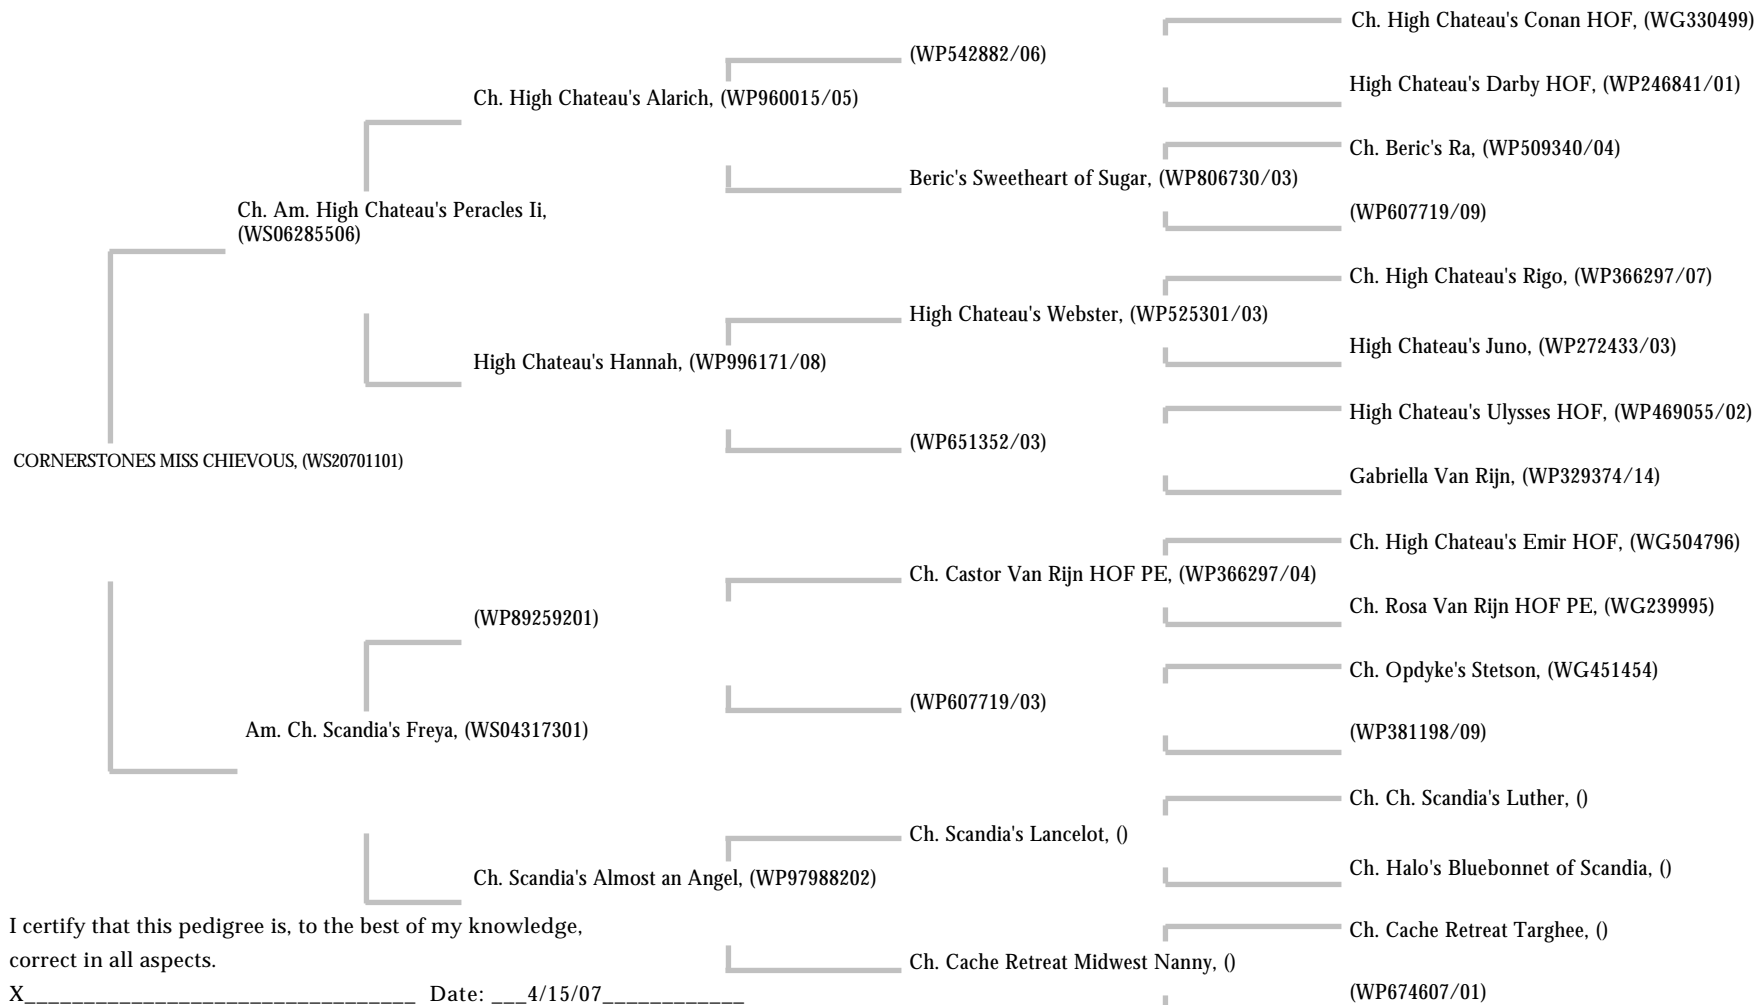 Ch. High Chateau's Conan HOF, (WG330499)
(WP542882/06)
High Chateau's Darby HOF, (WP246841/01)
Ch. High Chateau's Alarich, (WP960015/05)
Ch. Beric's Ra, (WP509340/04)
Beric's Sweetheart of Sugar, (WP806730/03)
(WP607719/09)
Ch. Am. High Chateau's Peracles Ii,
(WS06285506)
Ch. High Chateau's Rigo, (WP366297/07)
High Chateau's Webster, (WP525301/03)
High Chateau's Juno, (WP272433/03)
High Chateau's Hannah, (WP996171/08)
High Chateau's Ulysses HOF, (WP469055/02)
(WP651352/03)
Gabriella Van Rijn, (WP329374/14)
CORNERSTONES MISS CHIEVOUS, (WS20701101)
Ch. High Chateau's Emir HOF, (WG504796)
Ch. Castor Van Rijn HOF PE, (WP366297/04)
Ch. Rosa Van Rijn HOF PE, (WG239995)
(WP89259201)
Ch. Opdyke's Stetson, (WG451454)
(WP607719/03)
(WP381198/09)
Am. Ch. Scandia's Freya, (WS04317301)
Ch. Ch. Scandia's Luther, ()
Ch. Scandia's Lancelot, ()
Ch. Halo's Bluebonnet of Scandia, ()
Ch. Scandia's Almost an Angel, (WP97988202)
Ch. Cache Retreat Targhee, ()
Ch. Cache Retreat Midwest Nanny, ()
(WP674607/01)
I certify that this pedigree is, to the best of my knowledge,
correct in all aspects.
X_________________________________ Date: ___4/15/07____________